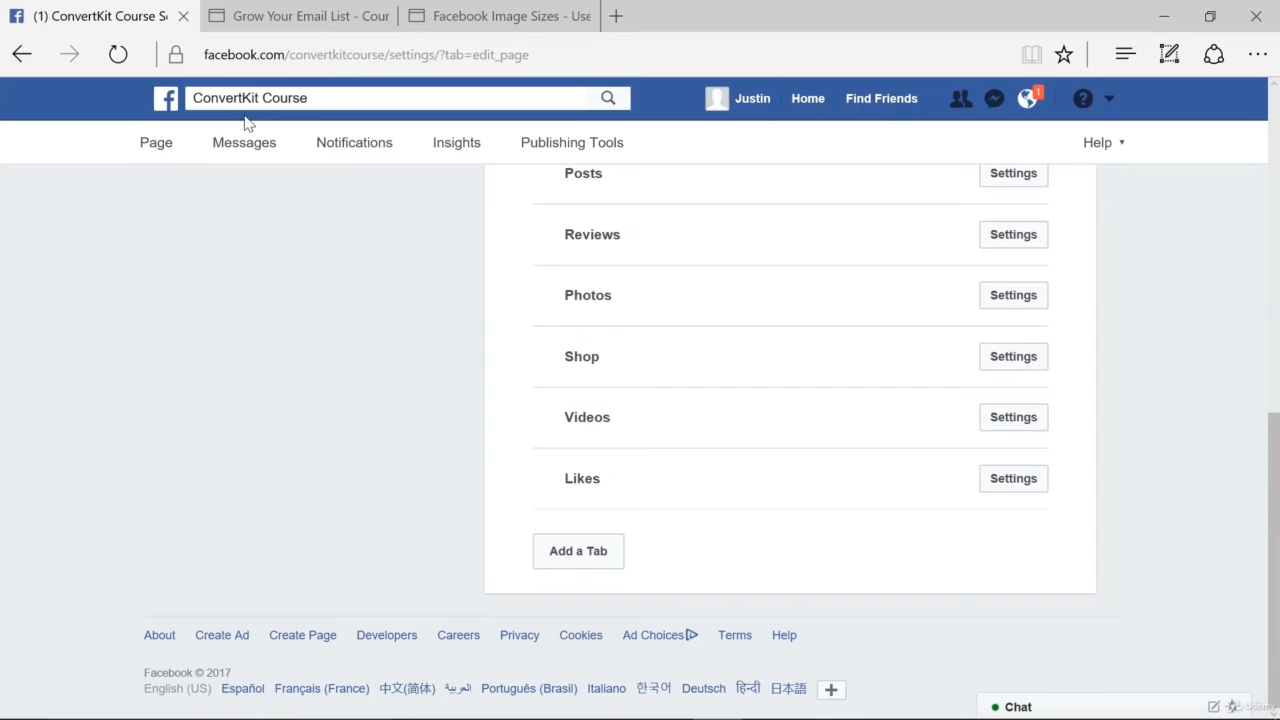 (1) ConvertKit Course Se
Grow Your Email List - Cour
Facebook Image Sizes - Use
facebook.com/convertkitcourse/settings/?tab=edit_page
ConvertKit Course
Justin
Home
Find Friends
1
Page
Messages
Notifications
Insights
Publishing Tools
Help
Posts
Settings
Reviews
Settings
Photos
Settings
Shop
Settings
Videos
Settings
Likes
Settings
Add a Tab
About
Create Ad
Create Page
Developers
Careers
Privacy
Cookies
Ad Choices
Terms
Help
Facebook © 2017
English (US)
Español
Français (France)
中文(简体)
العربية
Português (Brasil)
Italiano
한국어
Deutsch
हिन्दी
日本語
Chat
Udemy